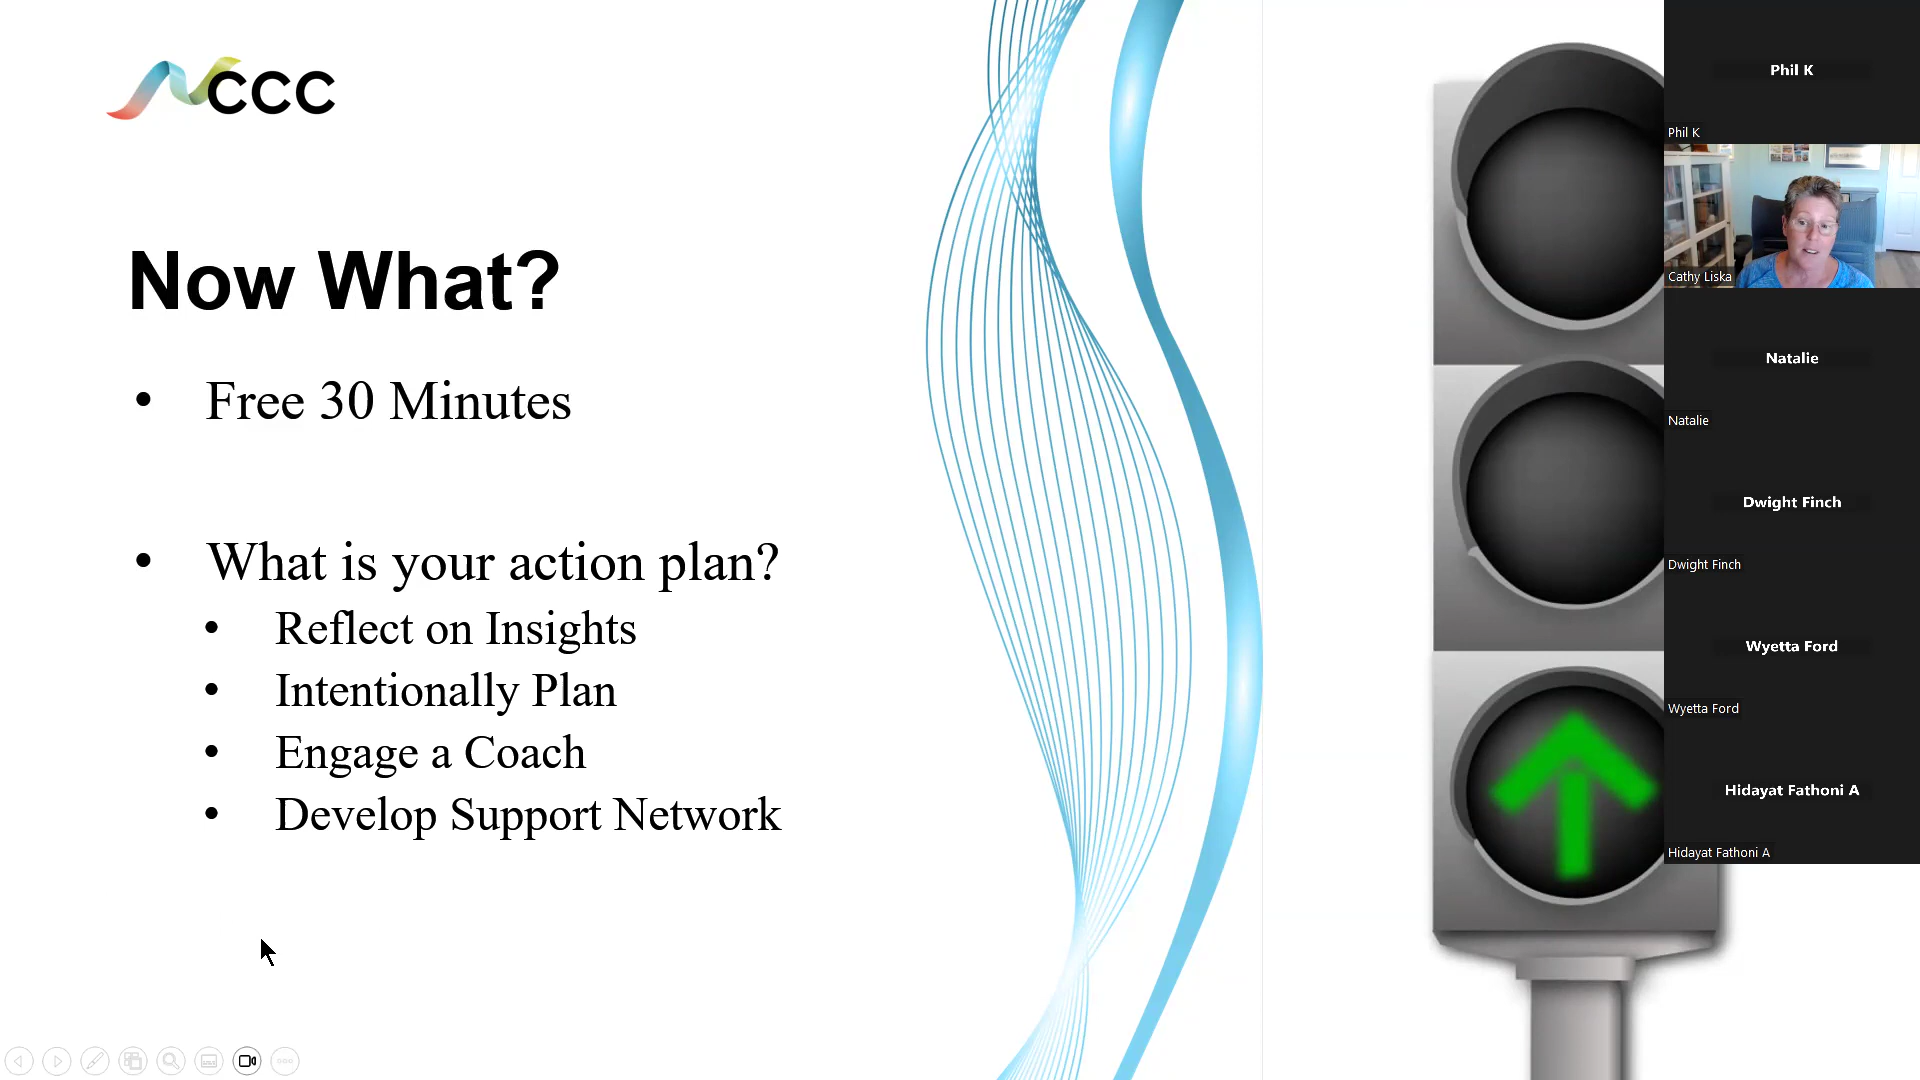 NCCC
Now What?
• Free 30 Minutes
• What is your action plan?
• Reflect on Insights
• Intentionally Plan
• Engage a Coach
• Develop Support Network
Phil K
Phil K
Cathy Liska
Natalie
Natalie
Dwight Finch
Dwight Finch
Wyetta Ford
Wyetta Ford
Hidayat Fathoni A
Hidayat Fathoni A